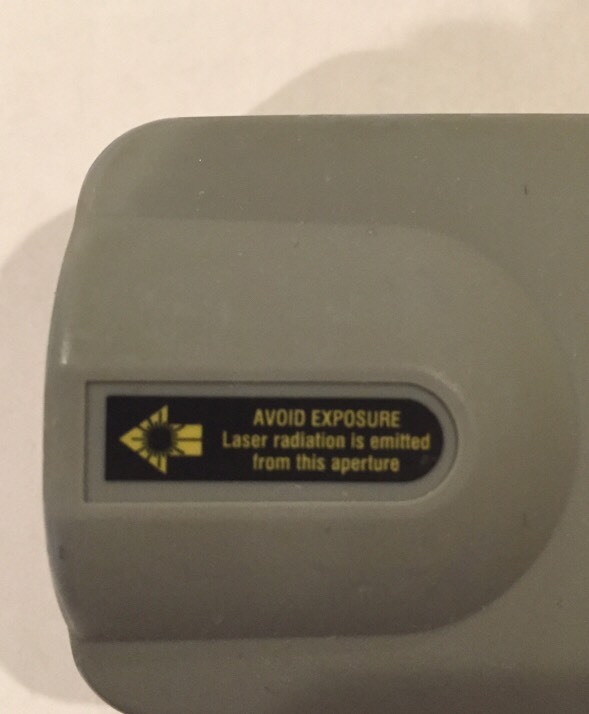 AVOID EXPOSURE
Laser radiation is emitted
from this aperture